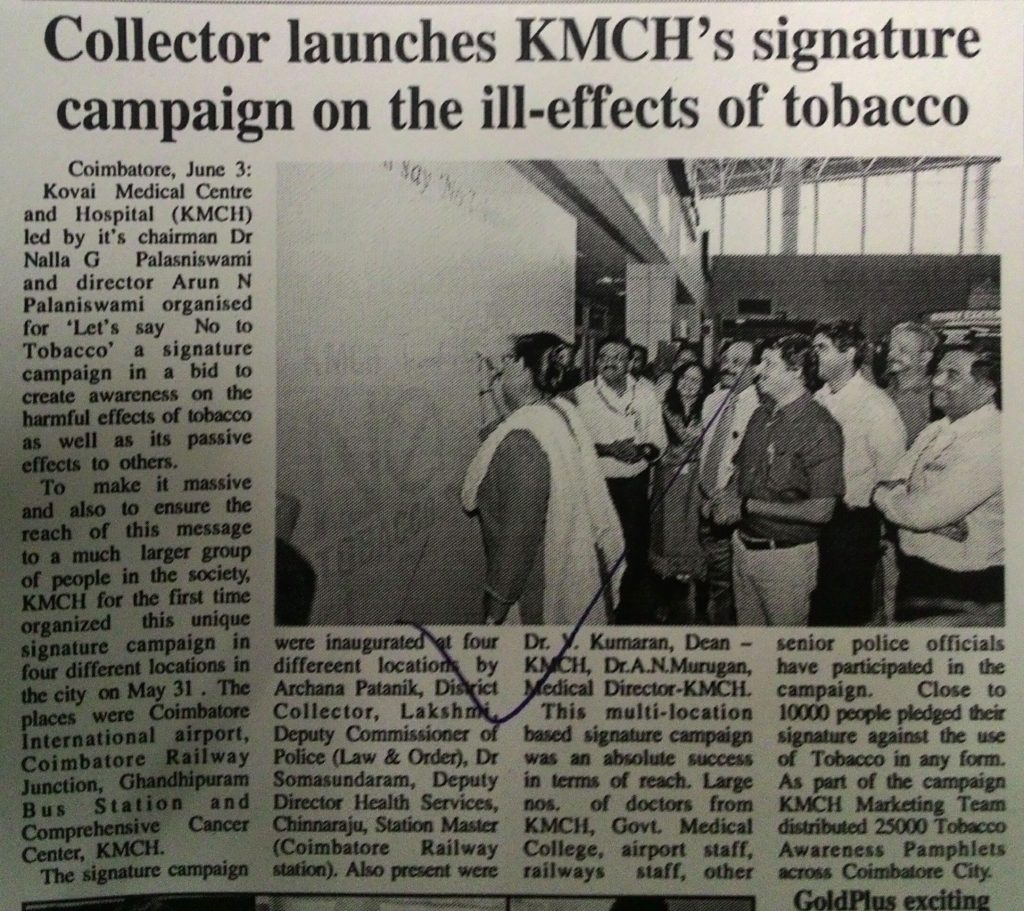 Collector launches KMCH's signature
campaign on the ill-effects of tobacco
Coimbatore, June 3:
Kovai Medical Centre
and Hospital (KMCH)
led by it's chairman Dr
Nalla G Palasniswami
and director Arun N
Palaniswami organised
for 'Let's say No to
Tobacco' a signature
campaign in a bid to
create awareness on the
harmful effects of tobacco
as well as its passive
effects to others.
To make it massive
and also to ensure the
reach of this message
to a much larger group
of people in the society,
KMCH for the first time
organized this unique
signature campaign in
four different locations in
the city on May 31 . The
places were Coimbatore
International airport,
Coimbatore Railway
Junction, Ghandhipuram
Bus Station and
Comprehensive Cancer
Center, KMCH.
The signature campaign
say 'No T
KMCH
TOBACCO
were inaugurated at four
differeent locations by
Archana Patanik, District
Collector, Lakshmi,
Deputy Commissioner of
Police (Law & Order), Dr
Somasundaram, Deputy
Director Health Services,
Chinnaraju, Station Master
(Coimbatore Railway
station). Also present were
Dr. V. Kumaran, Dean –
KMCH, Dr.A.N.Murugan,
Medical Director-KMCH.
This multi-location
based signature campaign
was an absolute success
in terms of reach. Large
nos. of doctors from
KMCH, Govt. Medical
College, airport staff,
railways staff, other
senior police officials
have participated in the
campaign. Close to
10000 people pledged their
signature against the use
of Tobacco in any form.
As part of the campaign
KMCH Marketing Team
distributed 25000 Tobacco
Awareness Pamphlets
across Coimbatore City.
GoldPlus exciting